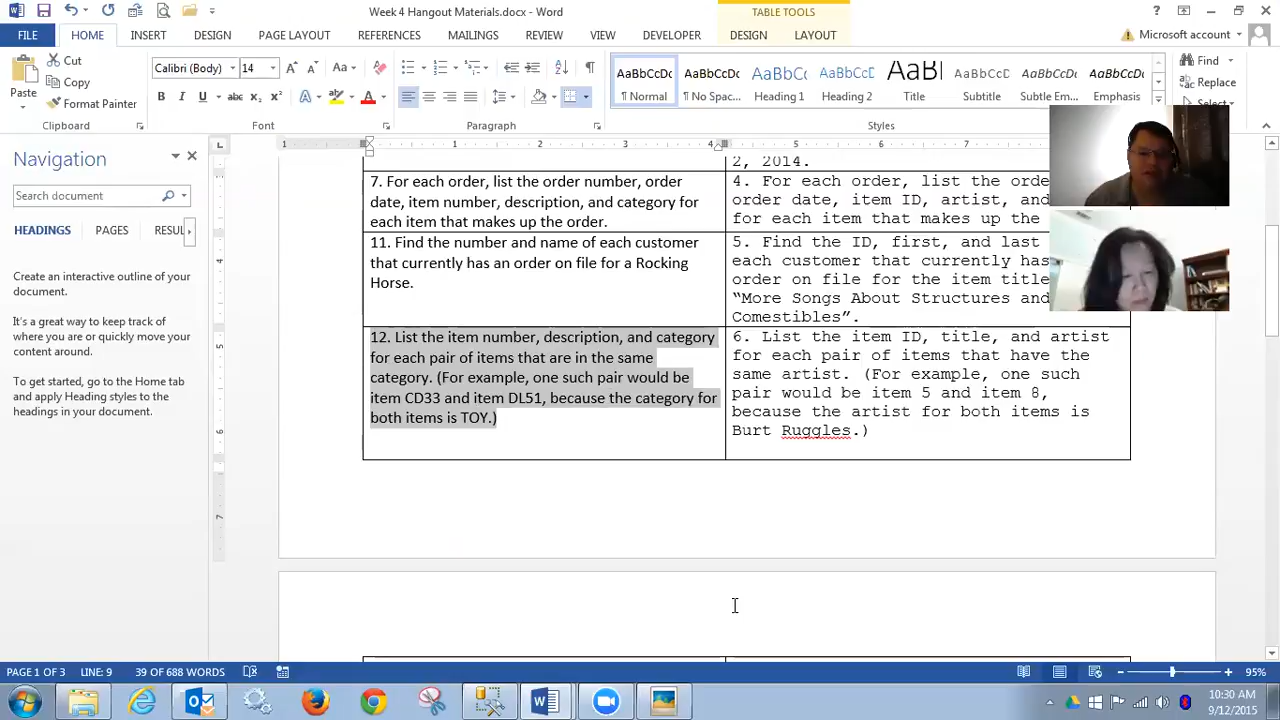 Week 4 Hangout Materials.docx - Word
TABLE TOOLS
FILE
HOME
INSERT
DESIGN
PAGE LAYOUT
REFERENCES
MAILINGS
REVIEW
VIEW
DEVELOPER
DESIGN
LAYOUT
Microsoft account
Paste
Cut
Copy
Format Painter
Clipboard
Calibri (Body)
14
Font
Paragraph
AaBbCcDc
¶ Normal
AaBbCcDc
¶ No Spac...
AaBbCc
Heading 1
AaBbCcC
Heading 2
AaBl
Title
AaBbCcC
Subtitle
AaBbCcDc
Subtle Em...
AaBbCcDc
Emphasis
Styles
Find
Replace
Select
Navigation
Search document
HEADINGS
PAGES
RESUL
Create an interactive outline of your
document.
It's a great way to keep track of
where you are or quickly move your
content around.
To get started, go to the Home tab
and apply Heading styles to the
headings in your document.
2, 2014.
7. For each order, list the order number, order
date, item number, description, and category for
each item that makes up the order.
4. For each order, list the orde
order date, item ID, artist, and
for each item that makes up the
11. Find the number and name of each customer
that currently has an order on file for a Rocking
Horse.
5. Find the ID, first, and last
each customer that currently has
order on file for the item title
"More Songs About Structures and
Comestibles".
12. List the item number, description, and category
for each pair of items that are in the same
category. (For example, one such pair would be
item CD33 and item DL51, because the category for
both items is TOY.)
6. List the item ID, title, and artist
for each pair of items that have the
same artist. (For example, one such
pair would be item 5 and item 8,
because the artist for both items is
Burt Ruggles.)
PAGE 1 OF 3
LINE: 9
39 OF 688 WORDS
95%
10:30 AM
9/12/2015